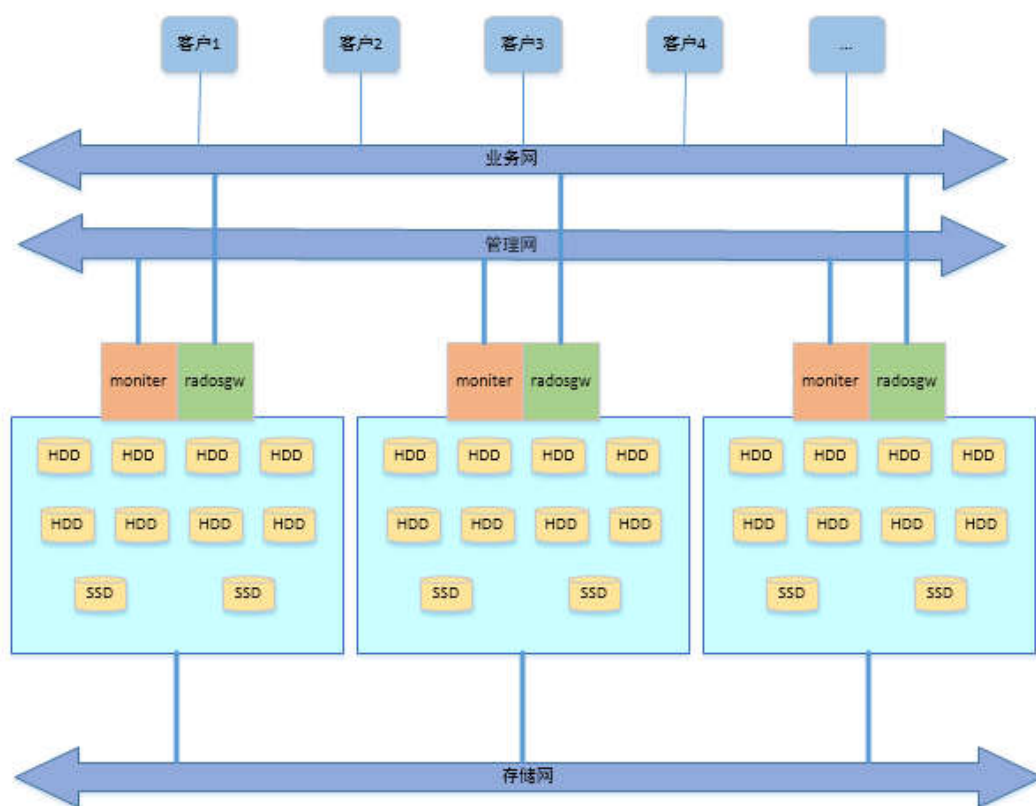 客户1 客户2 客户3 客户4 ...
业务网
管理网
moniter radosgw moniter radosgw moniter radosgw
HDD HDD HDD HDD HDD HDD HDD HDD HDD HDD HDD HDD
HDD HDD HDD HDD HDD HDD HDD HDD HDD HDD HDD HDD
SSD SSD SSD SSD SSD SSD
存储网